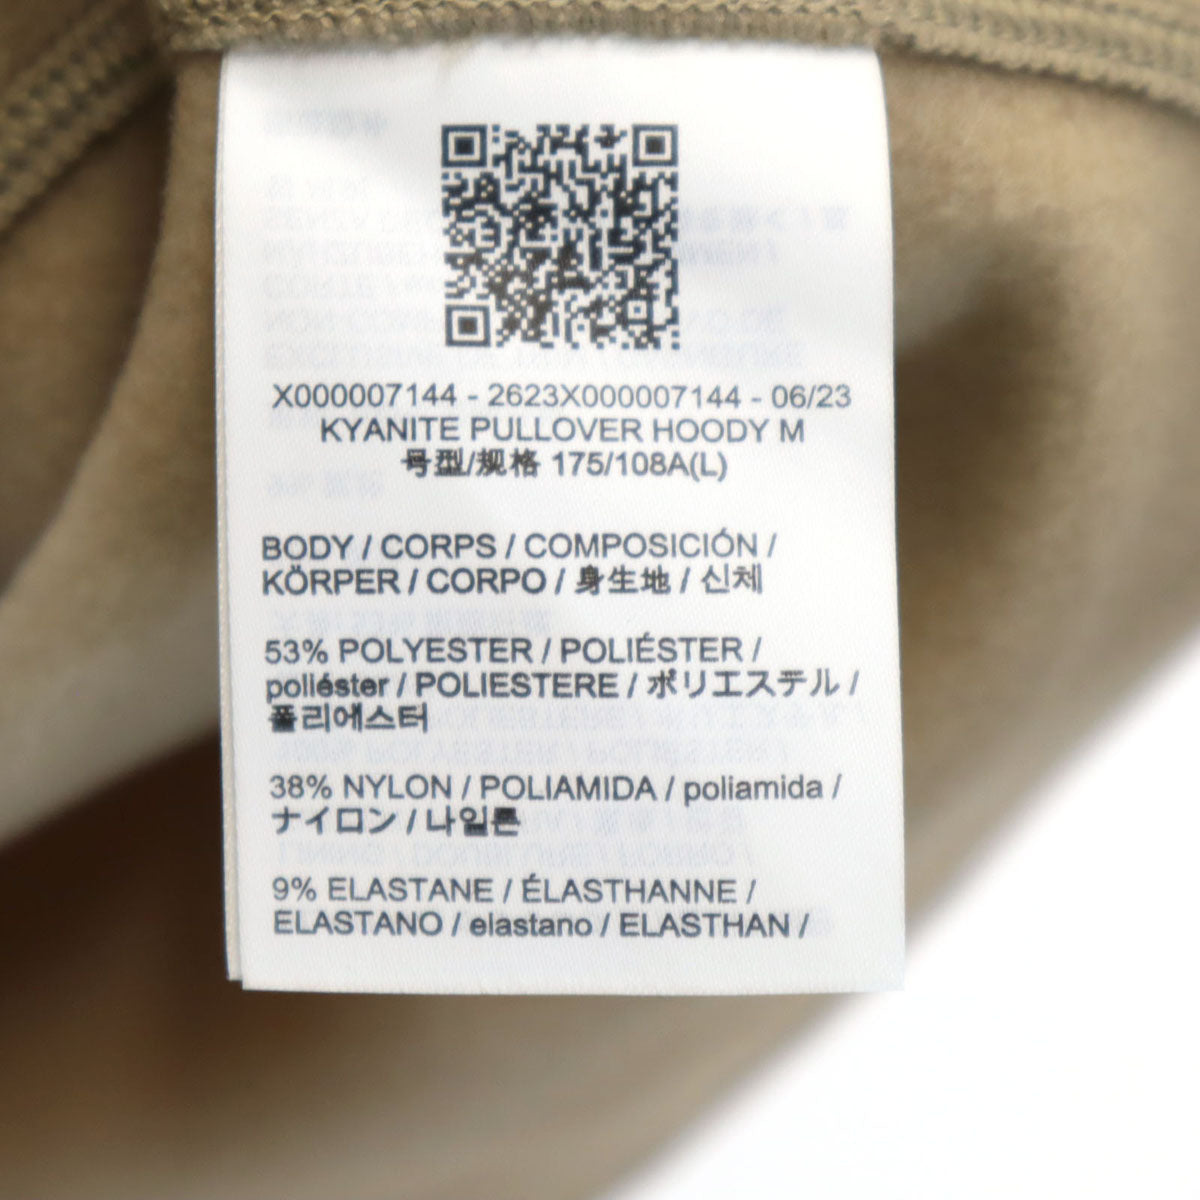 X000007144 - 2623X000007144 - 06/23
KYANITE PULLOVER HOODY M
号型/规格 175/108A(L)
BODY / CORPS / COMPOSICIÓN /
KÖRPER / CORPO / 身生地 / 신체
53% POLYESTER / POLIÉSTER /
poliéster / POLIESTERE / ポリエステル /
폴리에스터
38% NYLON / POLIAMIDA / poliamida /
ナイロン / 나일론
9% ELASTANE / ÉLASTHANNE /
ELASTANO / elastano / ELASTHAN /